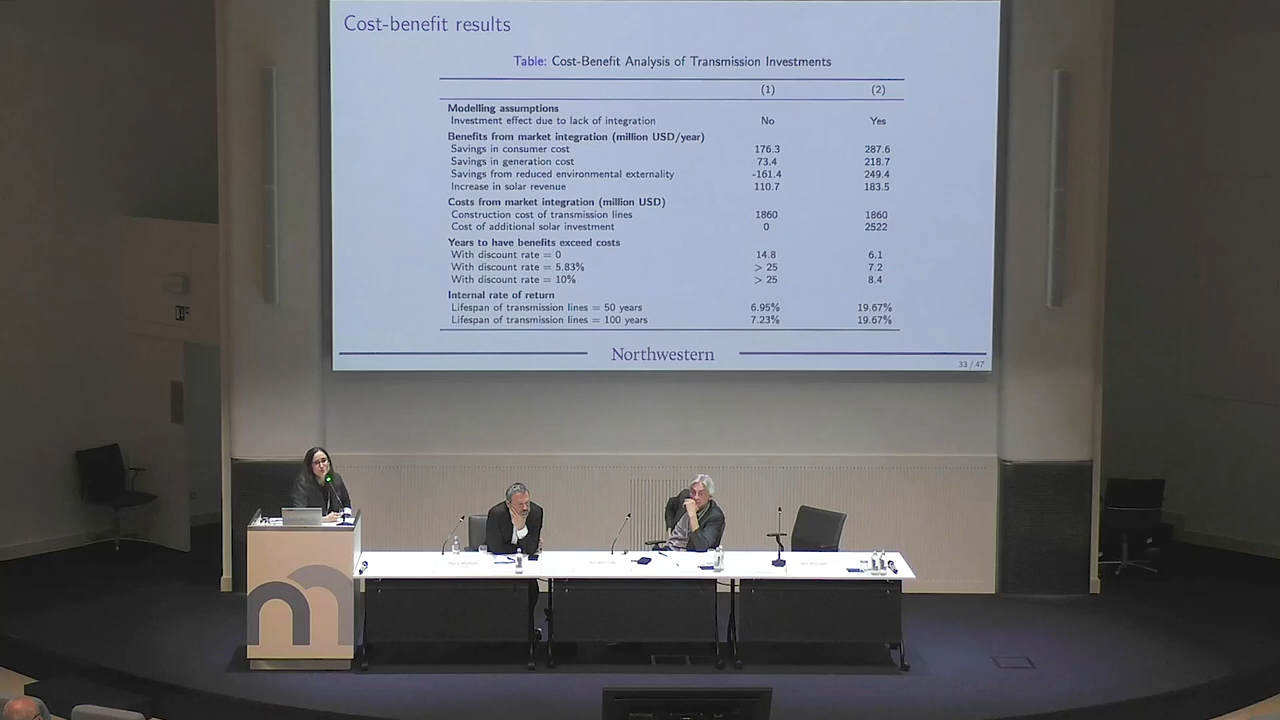 Cost-benefit results
Table: Cost-Benefit Analysis of Transmission Investments
(1) (2)
Modelling assumptions
Investment effect due to lack of integration No Yes
Benefits from market integration (million USD/year)
Savings in consumer cost 176.3 287.6
Savings in generation cost 73.4 218.7
Savings from reduced environmental externality -161.4 249.4
Increase in solar revenue 110.7 183.5
Costs from market integration (million USD)
Construction cost of transmission lines 1860 1860
Cost of additional solar investment 0 2522
Years to have benefits exceed costs
With discount rate = 0 14.8 6.1
With discount rate = 5.83% > 25 7.2
With discount rate = 10% > 25 8.4
Internal rate of return
Lifespan of transmission lines = 50 years 6.95% 19.67%
Lifespan of transmission lines = 100 years 7.23% 19.67%
Northwestern
33 / 47